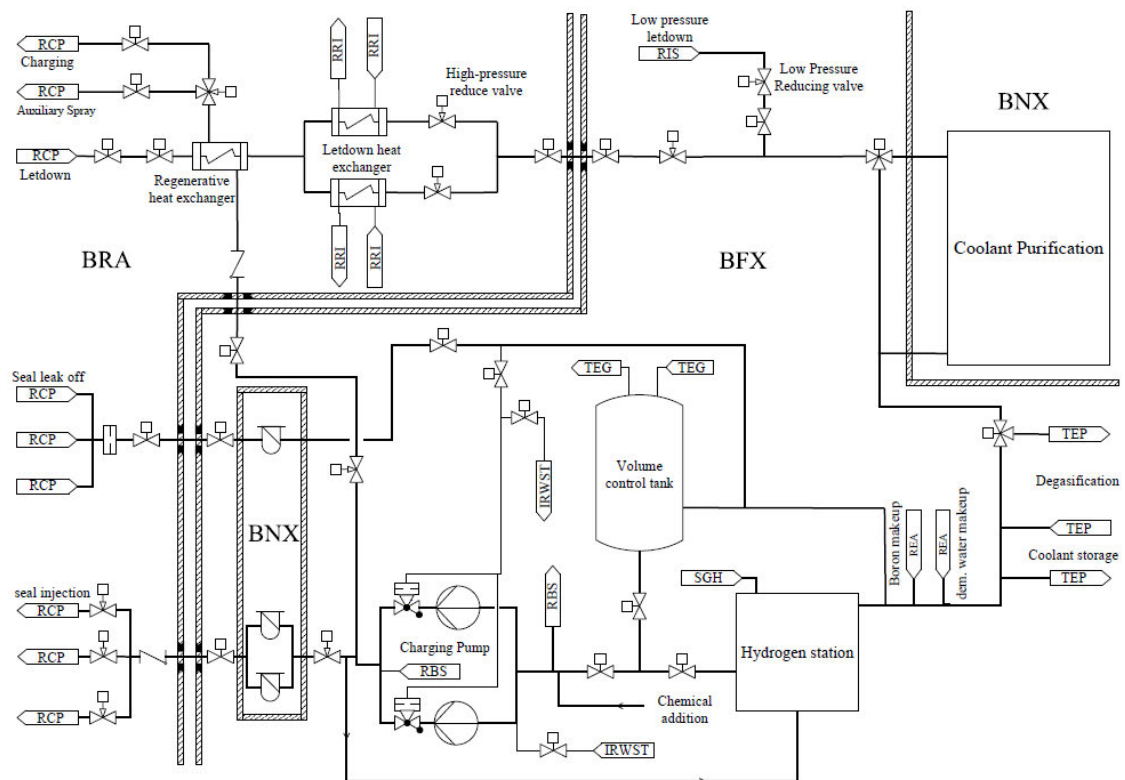 RCP
Charging
RCP
Auxiliary Spray
RCP
Letdown
Regenerative
heat exchanger
RRI
RRI
Letdown heat
exchanger
RRI
RRI
High-pressure
reduce valve
Low pressure
letdown
RIS
Low Pressure
Reducing valve
BNX
Coolant Purification
BRA
BFX
Seal leak off
RCP
RCP
RCP
BNX
TEG
TEG
Volume
control tank
IRWST
TEP
Degasification
TEP
Coolant storage
TEP
Boron makeup
REA
REA
dem. water makeup
seal injection
RCP
RCP
RCP
Charging Pump
RBS
RBS
SGH
Hydrogen station
Chemical
addition
IRWST